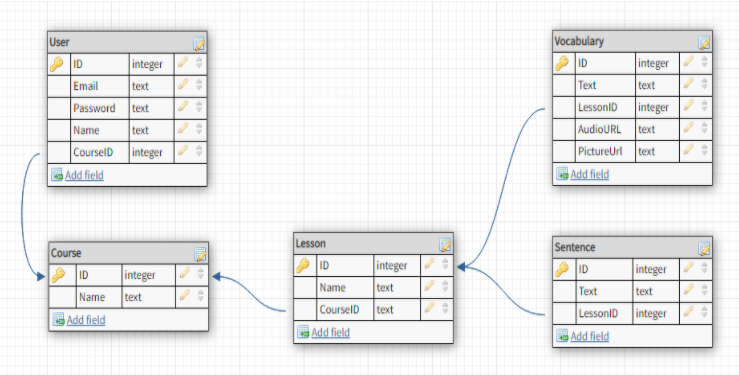 User
ID integer
Email text
Password text
Name text
CourseID integer
Add field
Course
ID integer
Name text
Add field
Lesson
ID integer
Name text
CourseID text
Add field
Vocabulary
ID integer
Text text
LessonID integer
AudioURL text
PictureUrl text
Add field
Sentence
ID integer
Text text
LessonID integer
Add field